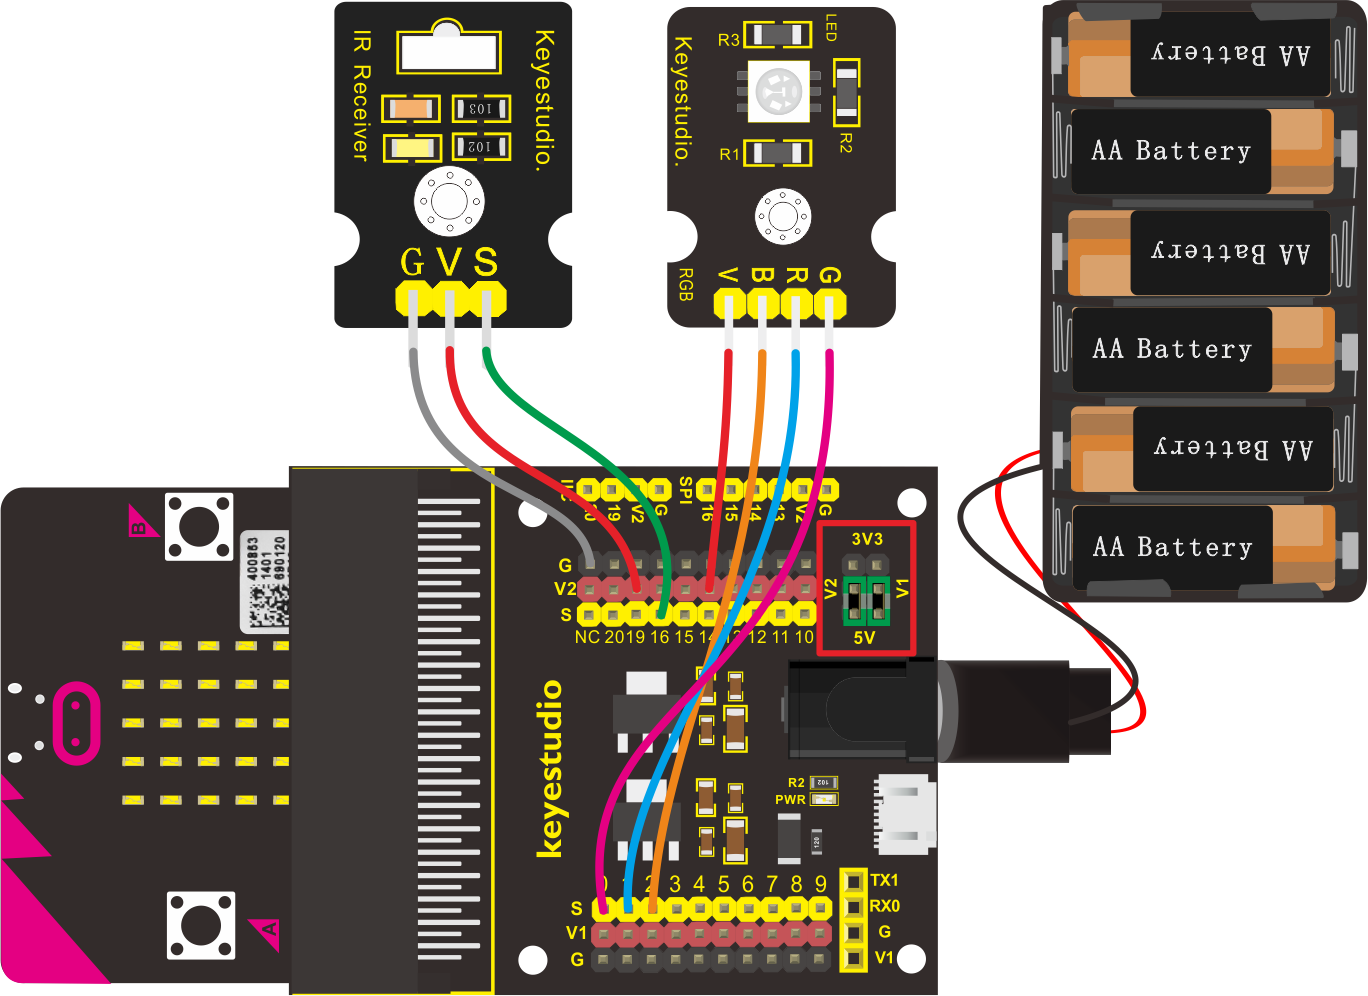 IR Receiver
Keyestudio.
103
102
G V S
Keyestudio.
R3
LED
R2
R1
RGB
V B R G
AA Battery
AA Battery
AA Battery
AA Battery
AA Battery
AA Battery
B
400863
1401
690120
19
V2
G
SPI
16
15
14
V2
G
G
V2
S
NC 20 19 16 15 14 12 11 10
3V3
V2
V1
5V
keyestudio
R2
102
PWR
120
0 1 2 3 4 5 6 7 8 9
S
V1
G
TX1
RX0
G
V1
A